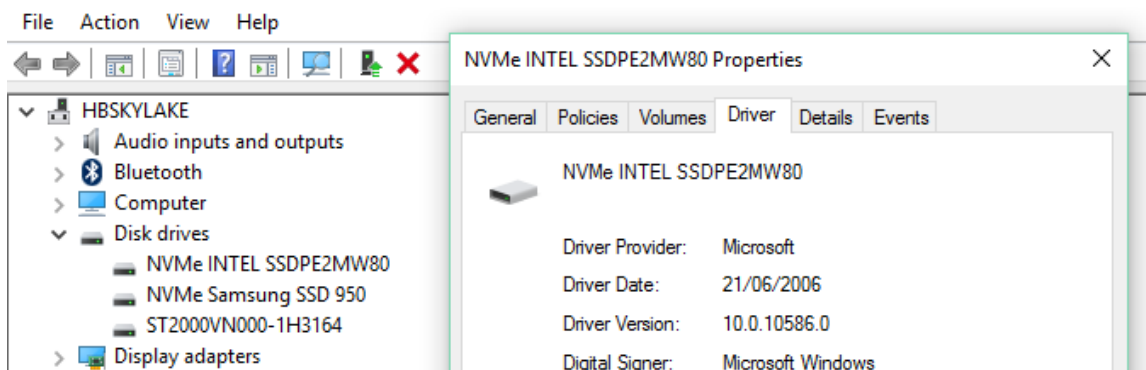 File Action View Help
HBSKYLAKE
Audio inputs and outputs
Bluetooth
Computer
Disk drives
NVMe INTEL SSDPE2MW80
NVMe Samsung SSD 950
ST2000VN000-1H3164
Display adapters
NVMe INTEL SSDPE2MW80 Properties
General Policies Volumes Driver Details Events
NVMe INTEL SSDPE2MW80
Driver Provider: Microsoft
Driver Date: 21/06/2006
Driver Version: 10.0.10586.0
Digital Signer: Microsoft Windows